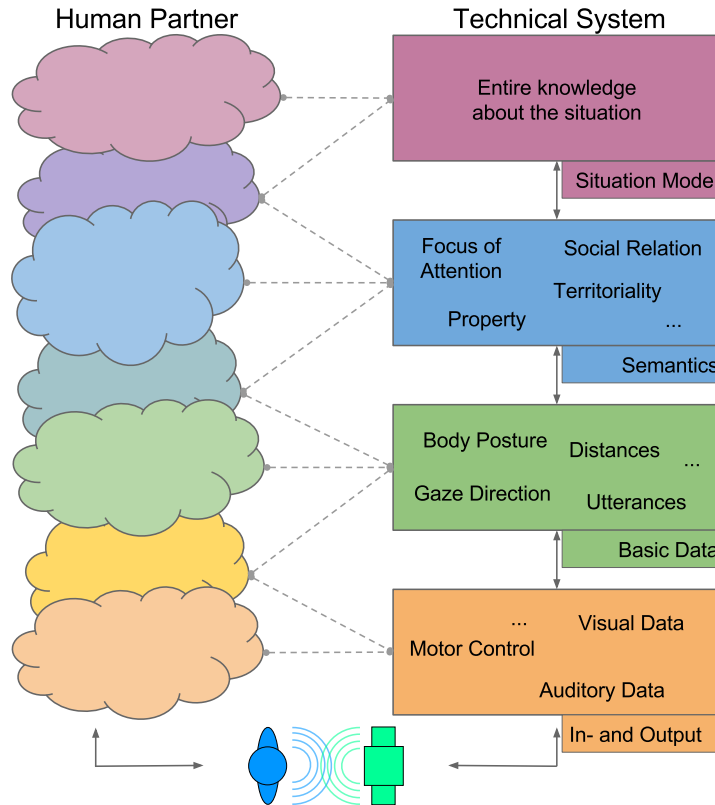 Human Partner
Technical System
Entire knowledge
about the situation
Situation Mode
Focus of
Attention
Social Relation
Territoriality
Property
...
Semantics
Body Posture
Distances
...
Gaze Direction
Utterances
Basic Data
...
Visual Data
Motor Control
Auditory Data
In- and Output